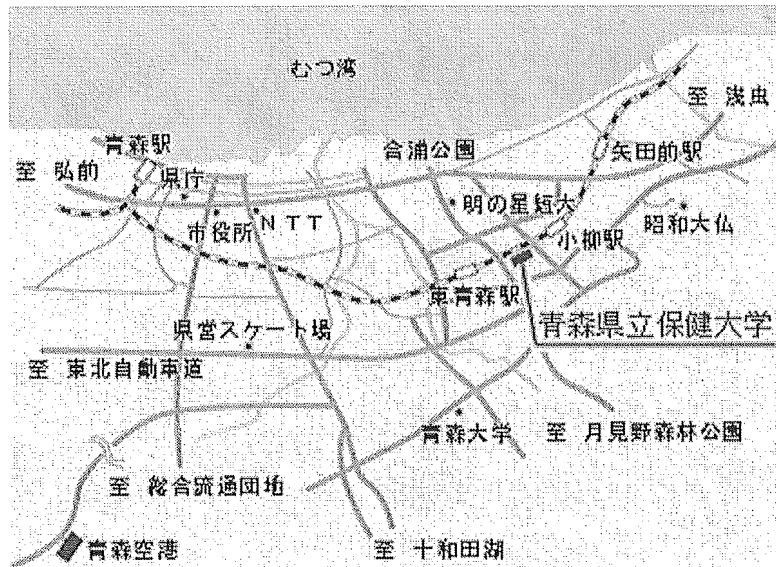 むつ湾
至 浅虫
青森駅
合浦公園
矢田前駅
至 弘前
県庁
明の星短大
市役所
NTT
小柳駅
昭和大仏
東青森駅
青森県立保健大学
県営スケート場
至 東北自動車道
青森大学
至 月見野森林公園
至 総合流通団地
青森空港
至 十和田湖